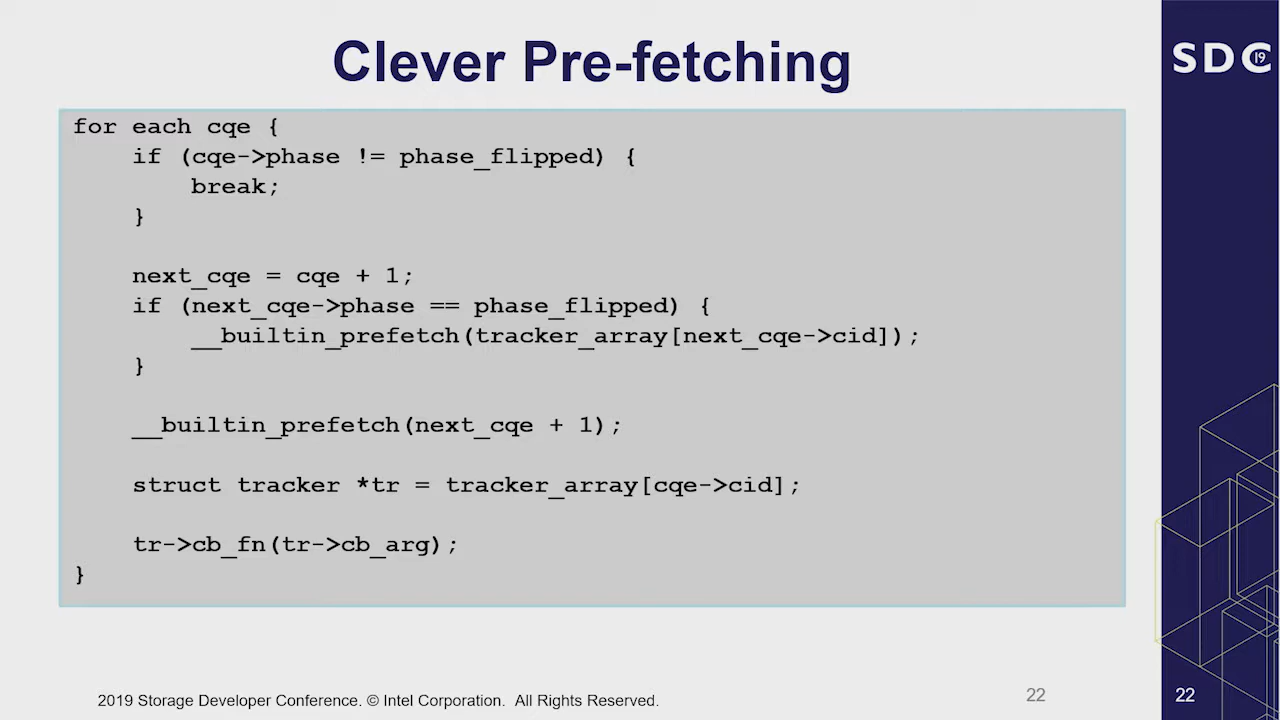 Clever Pre-fetching
SDC 19
for each cqe {
    if (cqe->phase != phase_flipped) {
        break;
    }

    next_cqe = cqe + 1;
    if (next_cqe->phase == phase_flipped) {
        __builtin_prefetch(tracker_array[next_cqe->cid]);
    }

    __builtin_prefetch(next_cqe + 1);

    struct tracker *tr = tracker_array[cqe->cid];

    tr->cb_fn(tr->cb_arg);
}
2019 Storage Developer Conference. © Intel Corporation.  All Rights Reserved.
22
22